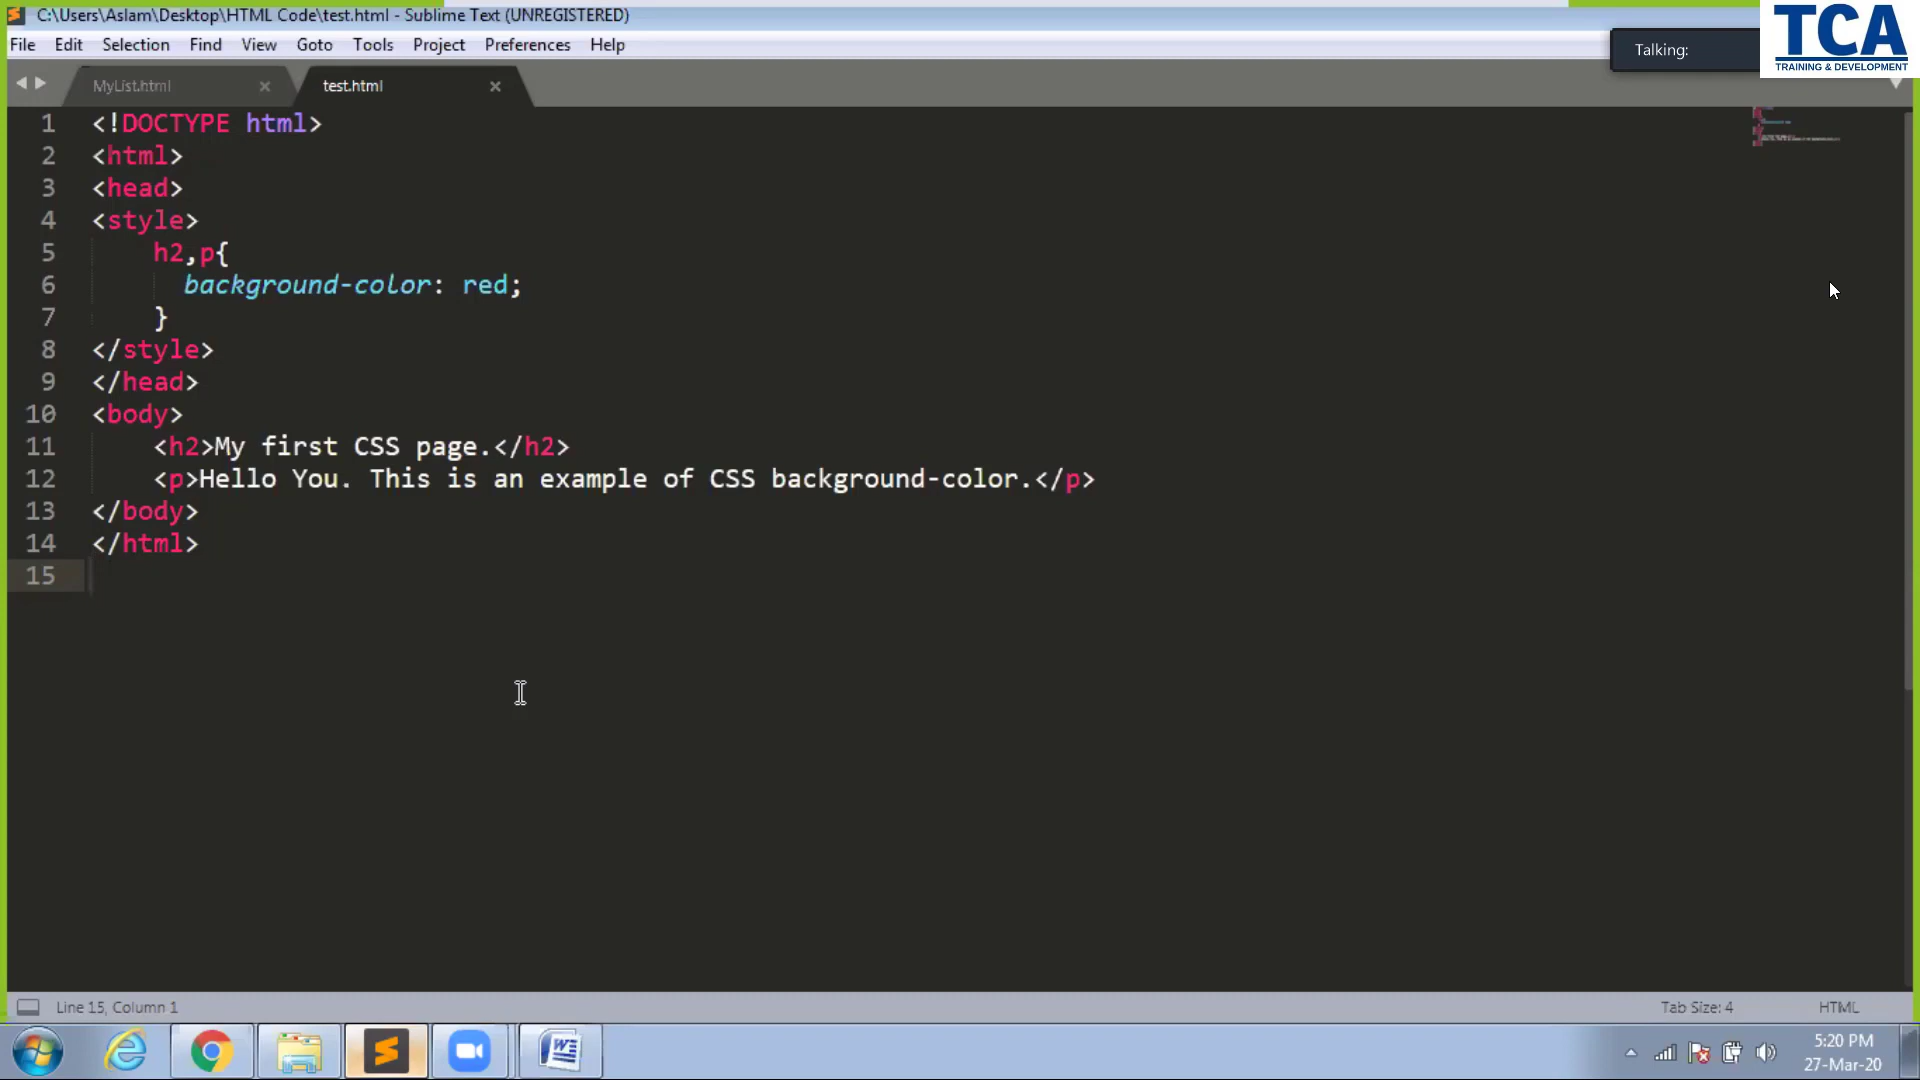 C:\Users\Aslam\Desktop\HTML Code\test.html - Sublime Text (UNREGISTERED)
File Edit Selection Find View Goto Tools Project Preferences Help
Talking:
TCA
TRAINING & DEVELOPMENT
MyList.html
test.html
1 <!DOCTYPE html>
2 <html>
3 <head>
4 <style>
5     h2,p{
6       background-color: red;
7     }
8 </style>
9 </head>
10 <body>
11     <h2>My first CSS page.</h2>
12     <p>Hello You. This is an example of CSS background-color.</p>
13 </body>
14 </html>
15
Line 15, Column 1
Tab Size: 4
HTML
5:20 PM
27-Mar-20